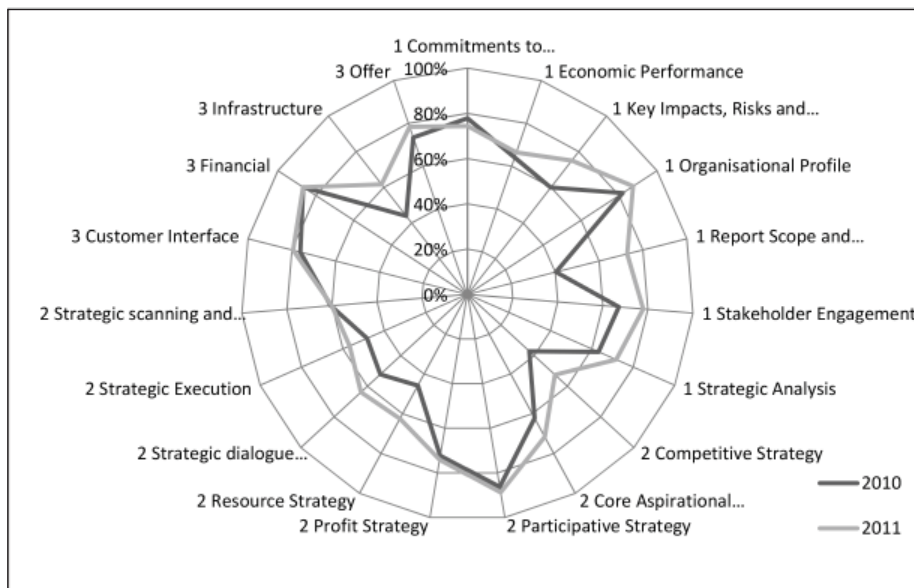 1 Commitments to…
1 Economic Performance
1 Key Impacts, Risks and…
1 Organisational Profile
1 Report Scope and…
1 Stakeholder Engagement
1 Strategic Analysis
2 Competitive Strategy
2 Core Aspirational…
2 Participative Strategy
2 Profit Strategy
2 Resource Strategy
2 Strategic dialogue…
2 Strategic Execution
2 Strategic scanning and…
3 Customer Interface
3 Financial
3 Infrastructure
3 Offer
100%
80%
60%
40%
20%
0%
2010
2011